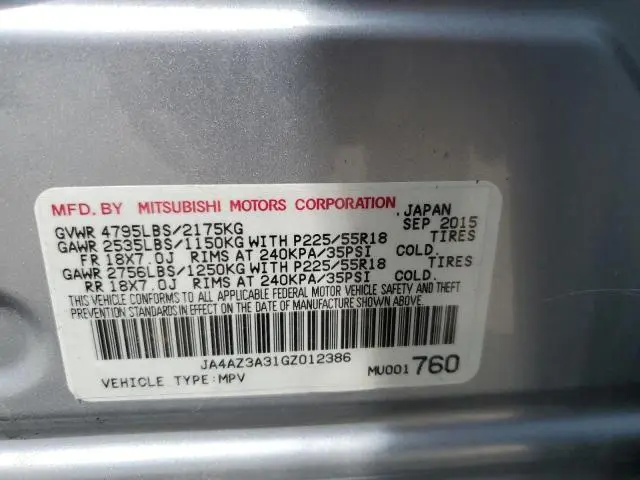 MFD. BY MITSUBISHI MOTORS CORPORATION , JAPAN
GVWR 4795LBS/2175KG SEP 2015
GAWR 2535LBS/1150KG WITH P225/55R18 TIRES
FR 18X7.0J RIMS AT 240KPA/35PSI COLD.
GAWR 2756LBS/1250KG WITH P225/55R18 TIRES
RR 18X7.0J RIMS AT 240KPA/35PSI COLD.
THIS VEHICLE CONFORMS TO ALL APPLICABLE FEDERAL MOTOR VEHICLE SAFETY AND THEFT
PREVENTION STANDARDS IN EFFECT ON THE DATE OF MANUFACTURE SHOWN ABOVE.
JA4AZ3A31GZ012386
VEHICLE TYPE:MPV MU001760